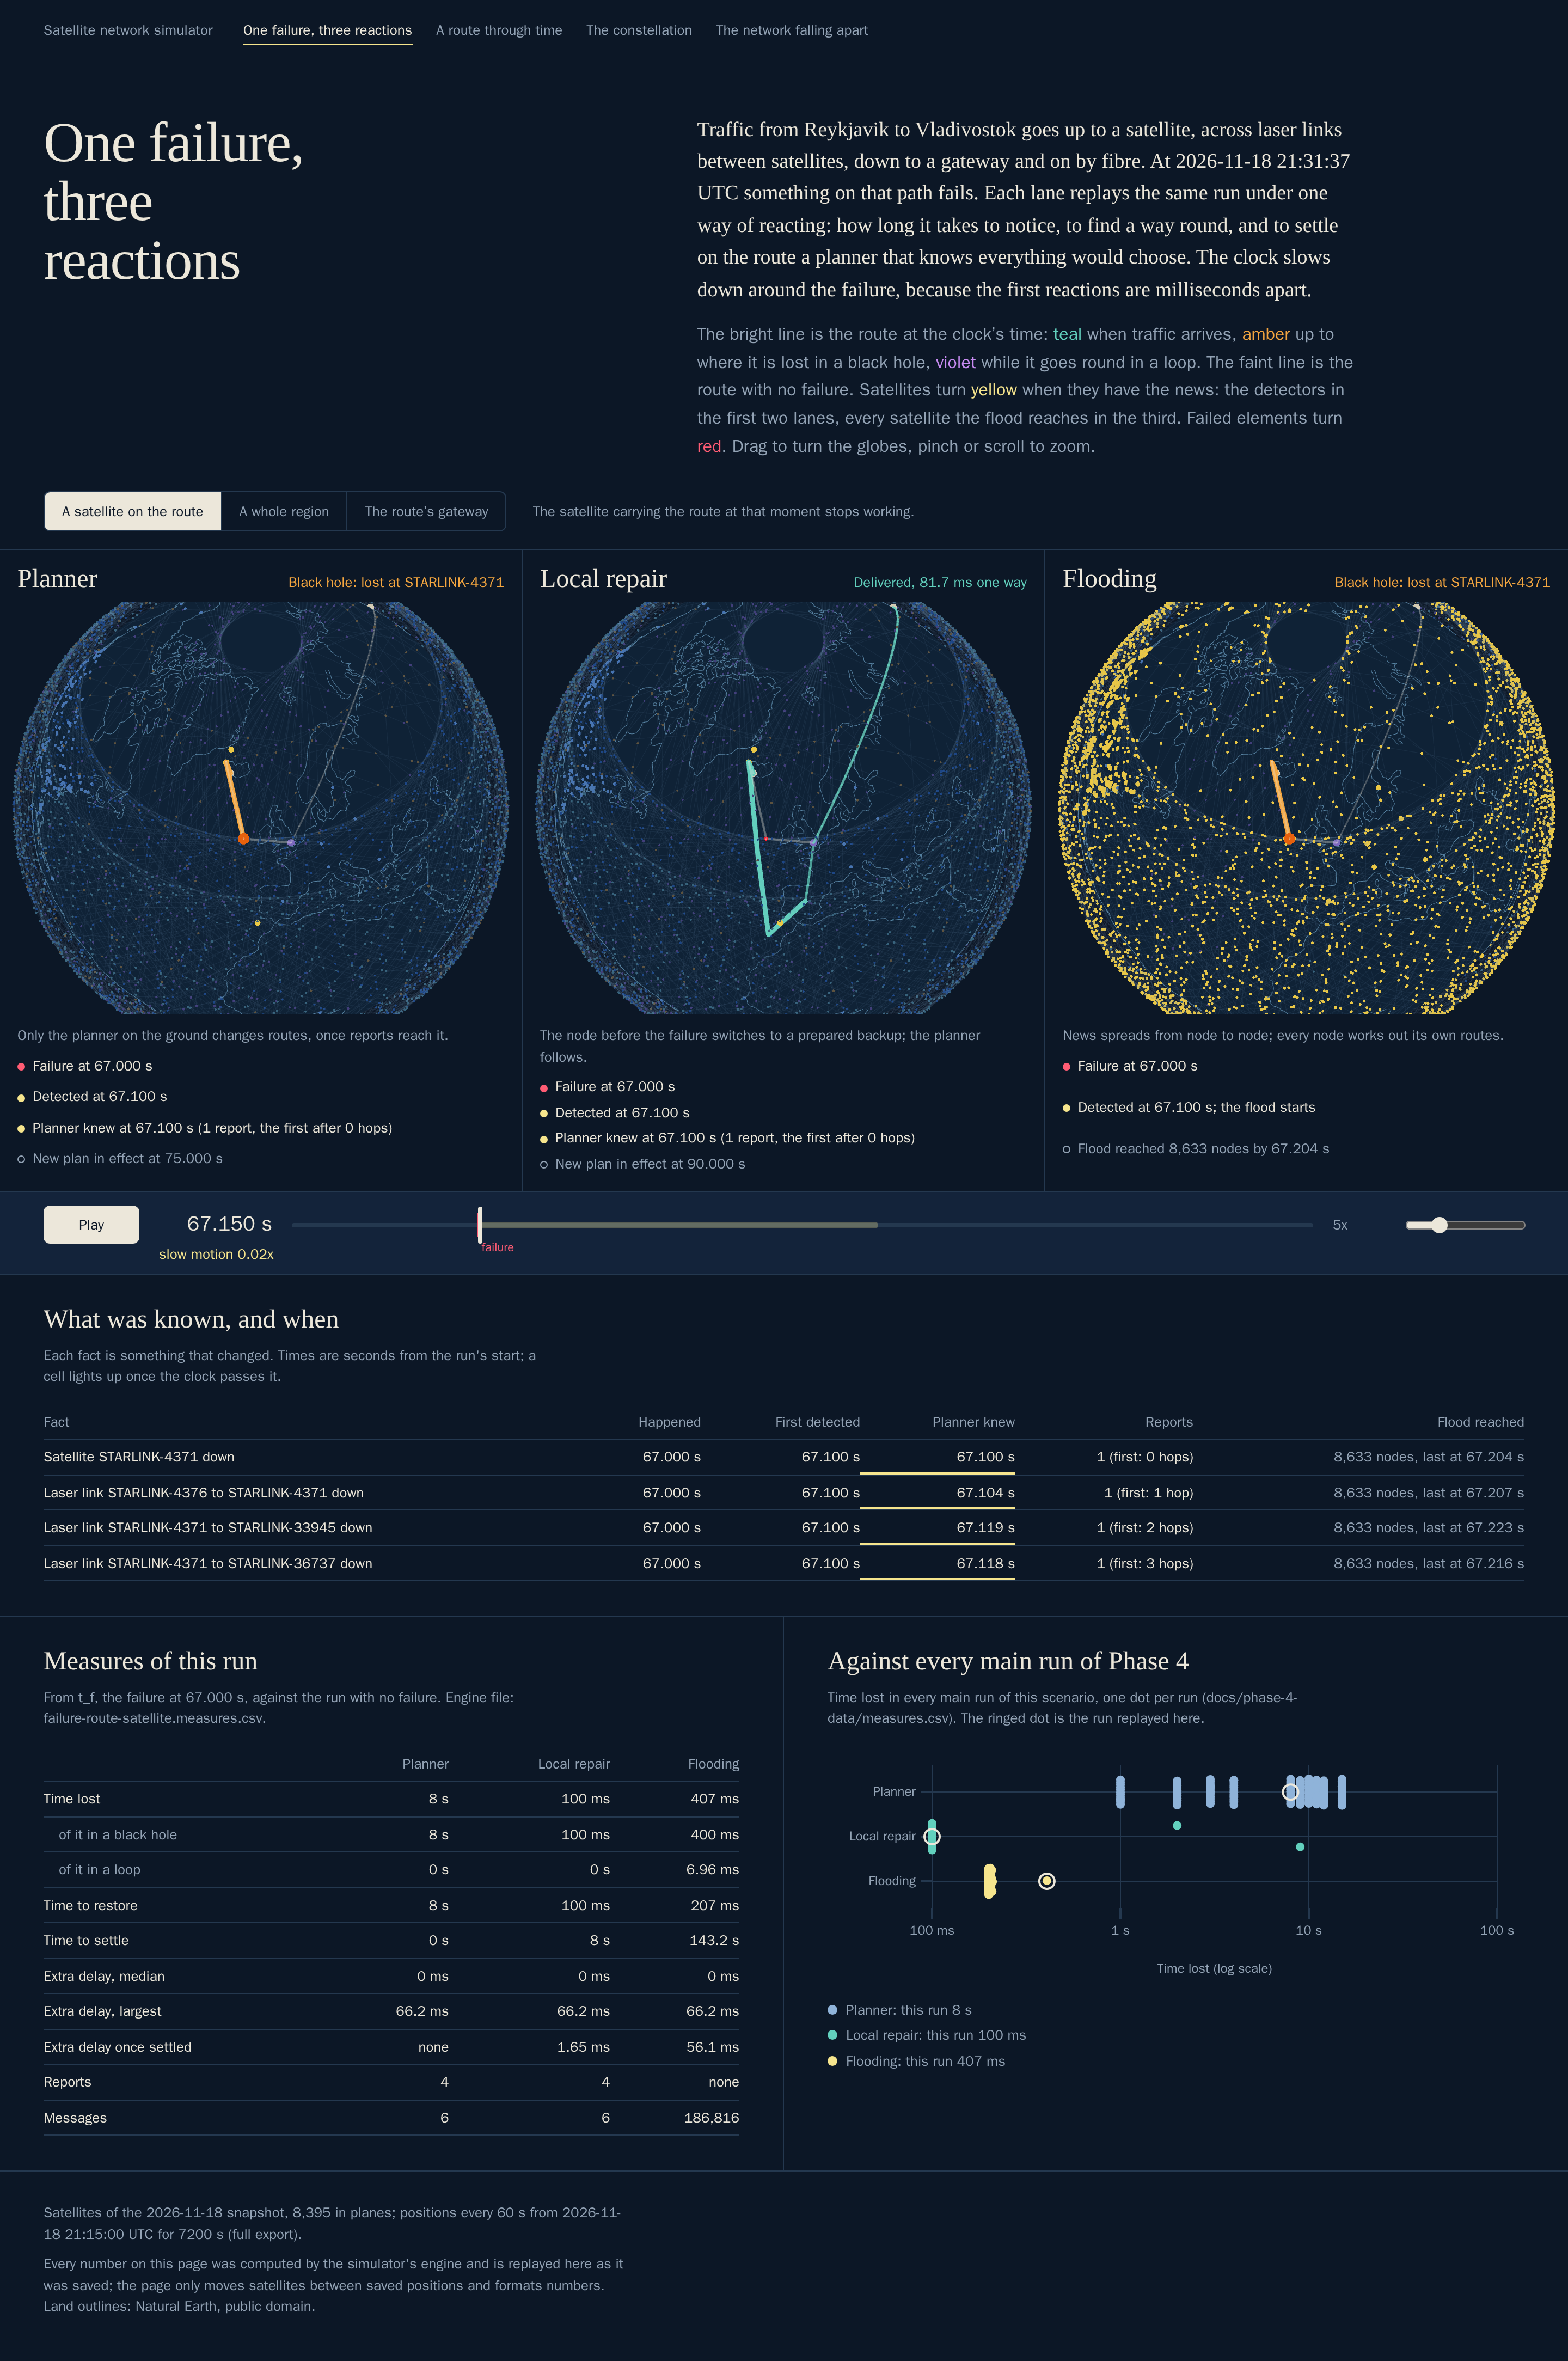 Satellite network simulator
One failure, three reactions
A route through time
The constellation
The network falling apart
One failure,
three
reactions
Traffic from Reykjavik to Vladivostok goes up to a satellite, across laser links
between satellites, down to a gateway and on by fibre. At 2026-11-18 21:31:37
UTC something on that path fails. Each lane replays the same run under one
way of reacting: how long it takes to notice, to find a way round, and to settle
on the route a planner that knows everything would choose. The clock slows
down around the failure, because the first reactions are milliseconds apart.
The bright line is the route at the clock's time: teal when traffic arrives, amber up to
where it is lost in a black hole, violet while it goes round in a loop. The faint line is the
route with no failure. Satellites turn yellow when they have the news: the detectors in
the first two lanes, every satellite the flood reaches in the third. Failed elements turn
red. Drag to turn the globes, pinch or scroll to zoom.
A satellite on the route
A whole region
The route's gateway
The satellite carrying the route at that moment stops working.
Planner
Black hole: lost at STARLINK-4371
Only the planner on the ground changes routes, once reports reach it.
Failure at 67.000 s
Detected at 67.100 s
Planner knew at 67.100 s (1 report, the first after 0 hops)
New plan in effect at 75.000 s
Local repair
Delivered, 81.7 ms one way
The node before the failure switches to a prepared backup; the planner
follows.
Failure at 67.000 s
Detected at 67.100 s
Planner knew at 67.100 s (1 report, the first after 0 hops)
New plan in effect at 90.000 s
Flooding
Black hole: lost at STARLINK-4371
News spreads from node to node; every node works out its own routes.
Failure at 67.000 s
Detected at 67.100 s; the flood starts
Flood reached 8,633 nodes by 67.204 s
Play
67.150 s
slow motion 0.02x
failure
5x
What was known, and when
Each fact is something that changed. Times are seconds from the run's start; a
cell lights up once the clock passes it.
Fact Happened First detected Planner knew Reports Flood reached
Satellite STARLINK-4371 down 67.000 s 67.100 s 67.100 s 1 (first: 0 hops) 8,633 nodes, last at 67.204 s
Laser link STARLINK-4376 to STARLINK-4371 down 67.000 s 67.100 s 67.104 s 1 (first: 1 hop) 8,633 nodes, last at 67.207 s
Laser link STARLINK-4371 to STARLINK-33945 down 67.000 s 67.100 s 67.119 s 1 (first: 2 hops) 8,633 nodes, last at 67.223 s
Laser link STARLINK-4371 to STARLINK-36737 down 67.000 s 67.100 s 67.118 s 1 (first: 3 hops) 8,633 nodes, last at 67.216 s
Measures of this run
From t_f, the failure at 67.000 s, against the run with no failure. Engine file:
failure-route-satellite.measures.csv.
Planner Local repair Flooding
Time lost 8 s 100 ms 407 ms
of it in a black hole 8 s 100 ms 400 ms
of it in a loop 0 s 0 s 6.96 ms
Time to restore 8 s 100 ms 207 ms
Time to settle 0 s 8 s 143.2 s
Extra delay, median 0 ms 0 ms 0 ms
Extra delay, largest 66.2 ms 66.2 ms 66.2 ms
Extra delay once settled none 1.65 ms 56.1 ms
Reports 4 4 none
Messages 6 6 186,816
Against every main run of Phase 4
Time lost in every main run of this scenario, one dot per run (docs/phase-4-
data/measures.csv). The ringed dot is the run replayed here.
Planner
Local repair
Flooding
100 ms 1 s 10 s 100 s
Time lost (log scale)
Planner: this run 8 s
Local repair: this run 100 ms
Flooding: this run 407 ms
Satellites of the 2026-11-18 snapshot, 8,395 in planes; positions every 60 s from 2026-11-
18 21:15:00 UTC for 7200 s (full export).
Every number on this page was computed by the simulator's engine and is replayed here as it
was saved; the page only moves satellites between saved positions and formats numbers.
Land outlines: Natural Earth, public domain.